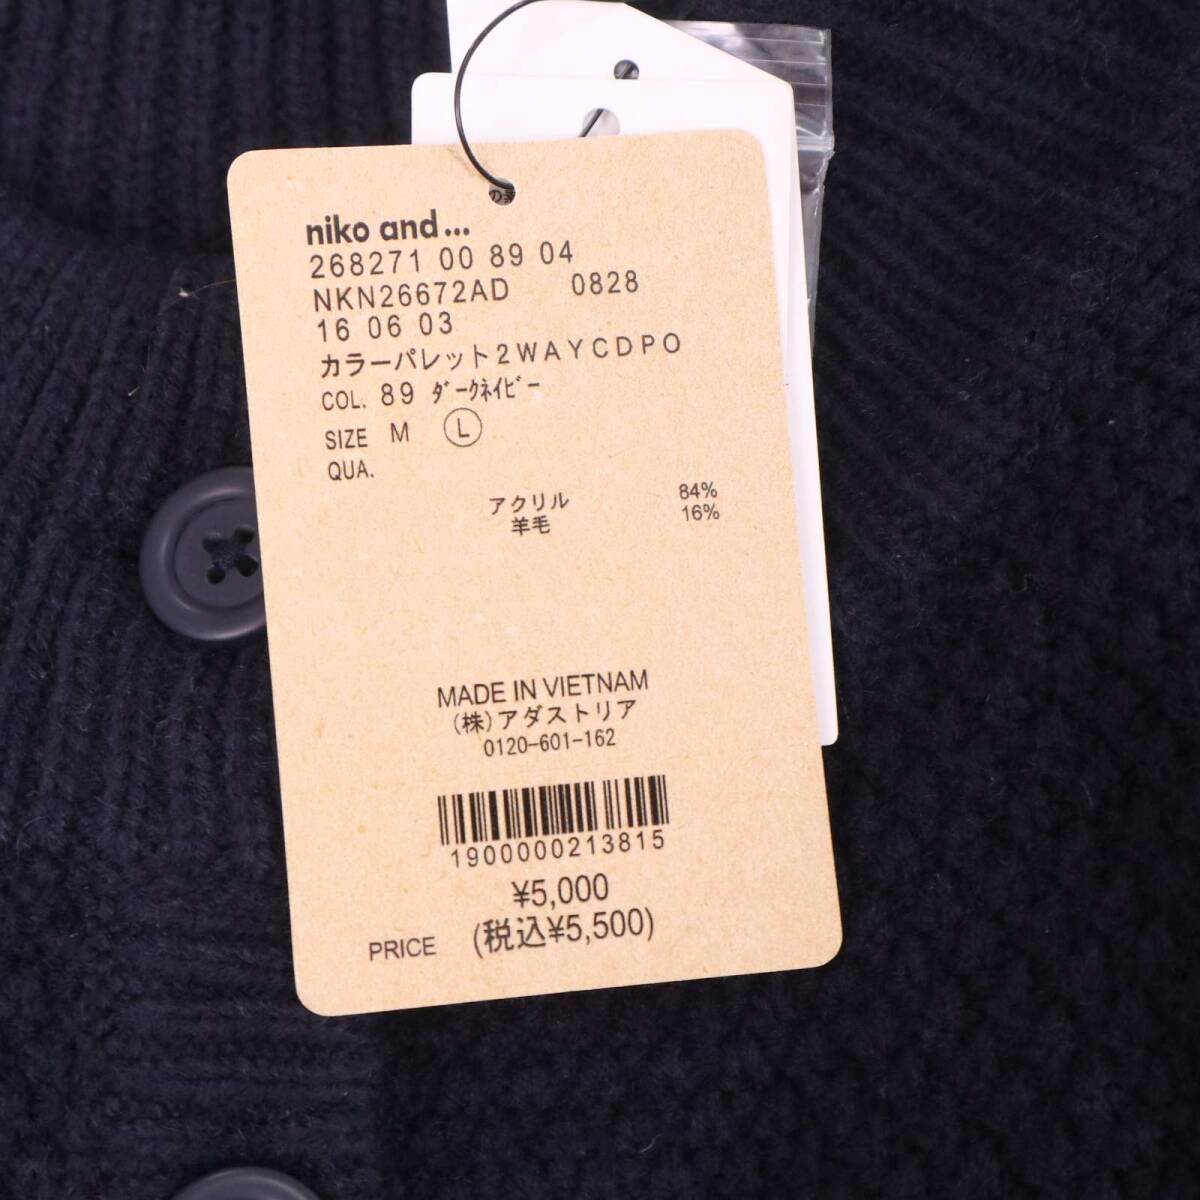 niko and...
268271 00 89 04
NKN26672AD 0828
16 06 03
カラーパレット2WAYCDPO
COL. 89 ﾀﾞｰｸﾈｲﾋﾞｰ
SIZE M L
QUA.
アクリル 84%
羊毛 16%
MADE IN VIETNAM
(株)アダストリア
0120-601-162
1900000213815
¥5,000
PRICE (税込¥5,500)